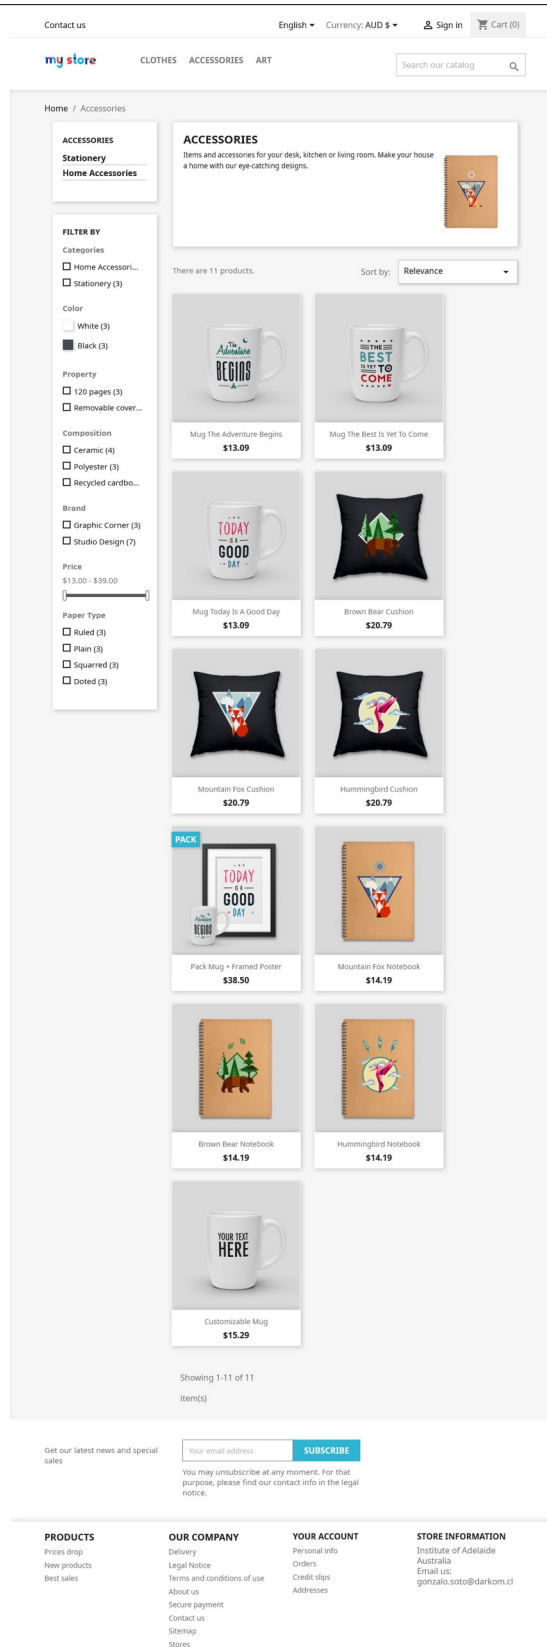 Contact us
English
Currency: AUD $
Sign in
Cart (0)
my store
CLOTHES
ACCESSORIES
ART
Search our catalog
Home / Accessories
ACCESSORIES
Stationery
Home Accessories
ACCESSORIES
Items and accessories for your desk, kitchen or living room. Make your house
a home with our eye-catching designs.
FILTER BY
Categories
Home Accessori...
Stationery (3)
Color
White (3)
Black (3)
Property
120 pages (3)
Removable cover...
Composition
Ceramic (4)
Polyester (3)
Recycled cardbo...
Brand
Graphic Corner (3)
Studio Design (7)
Price
$13.00 - $39.00
Paper Type
Ruled (3)
Plain (3)
Squarred (3)
Doted (3)
There are 11 products.
Sort by:
Relevance
The
Adventure
BEGINS
Mug The Adventure Begins
$13.09
THE
BEST
IS YET TO
COME
Mug The Best Is Yet To Come
$13.09
TODAY
IS A
GOOD
DAY
Mug Today Is A Good Day
$13.09
Brown Bear Cushion
$20.79
Mountain Fox Cushion
$20.79
Hummingbird Cushion
$20.79
PACK
TODAY
IS A
GOOD
DAY
The
Adventure
BEGINS
Pack Mug + Framed Poster
$38.50
Mountain Fox Notebook
$14.19
Brown Bear Notebook
$14.19
Hummingbird Notebook
$14.19
YOUR TEXT
HERE
Customizable Mug
$15.29
Showing 1-11 of 11
item(s)
Get our latest news and special
sales
Your email address
SUBSCRIBE
You may unsubscribe at any moment. For that
purpose, please find our contact info in the legal
notice.
PRODUCTS
Prices drop
New products
Best sales
OUR COMPANY
Delivery
Legal Notice
Terms and conditions of use
About us
Secure payment
Contact us
Sitemap
Stores
YOUR ACCOUNT
Personal info
Orders
Credit slips
Addresses
STORE INFORMATION
Institute of Adelaide
Australia
Email us:
gonzalo.soto@darkom.cl